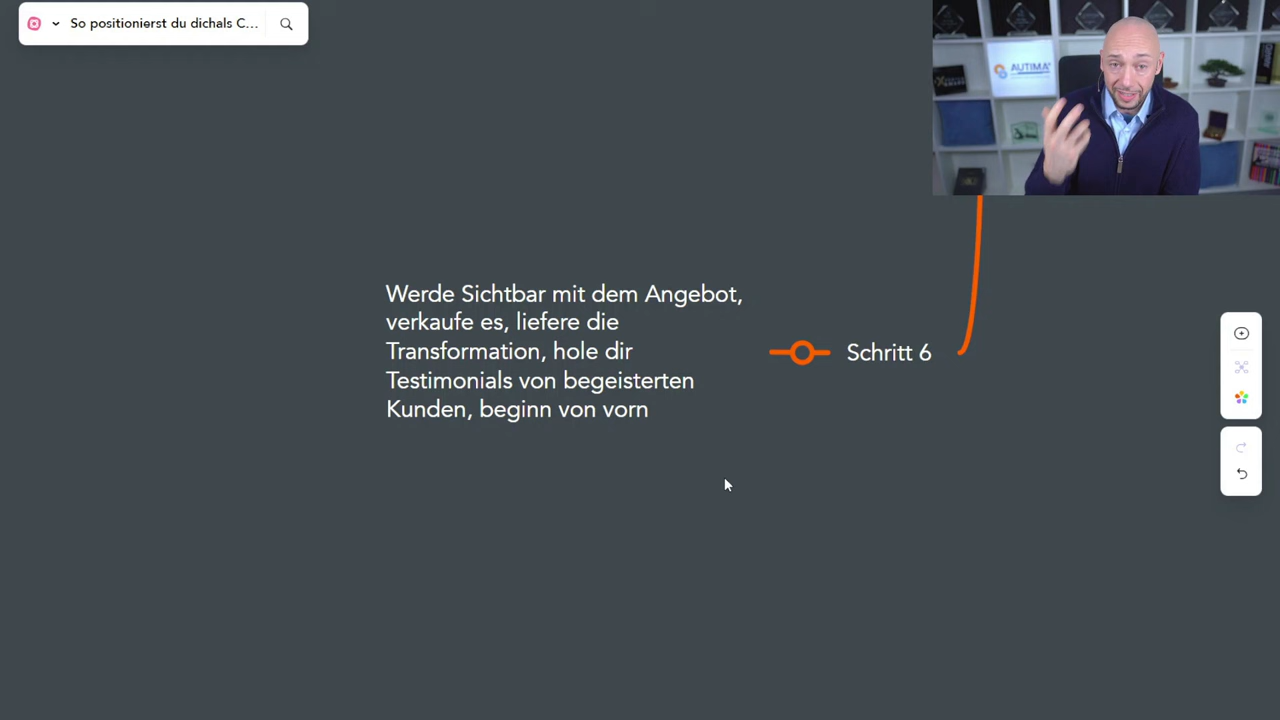 So positionierst du dichals C...
AUTIMA
Werde Sichtbar mit dem Angebot,
verkaufe es, liefere die
Transformation, hole dir
Testimonials von begeisterten
Kunden, beginn von vorn
Schritt 6